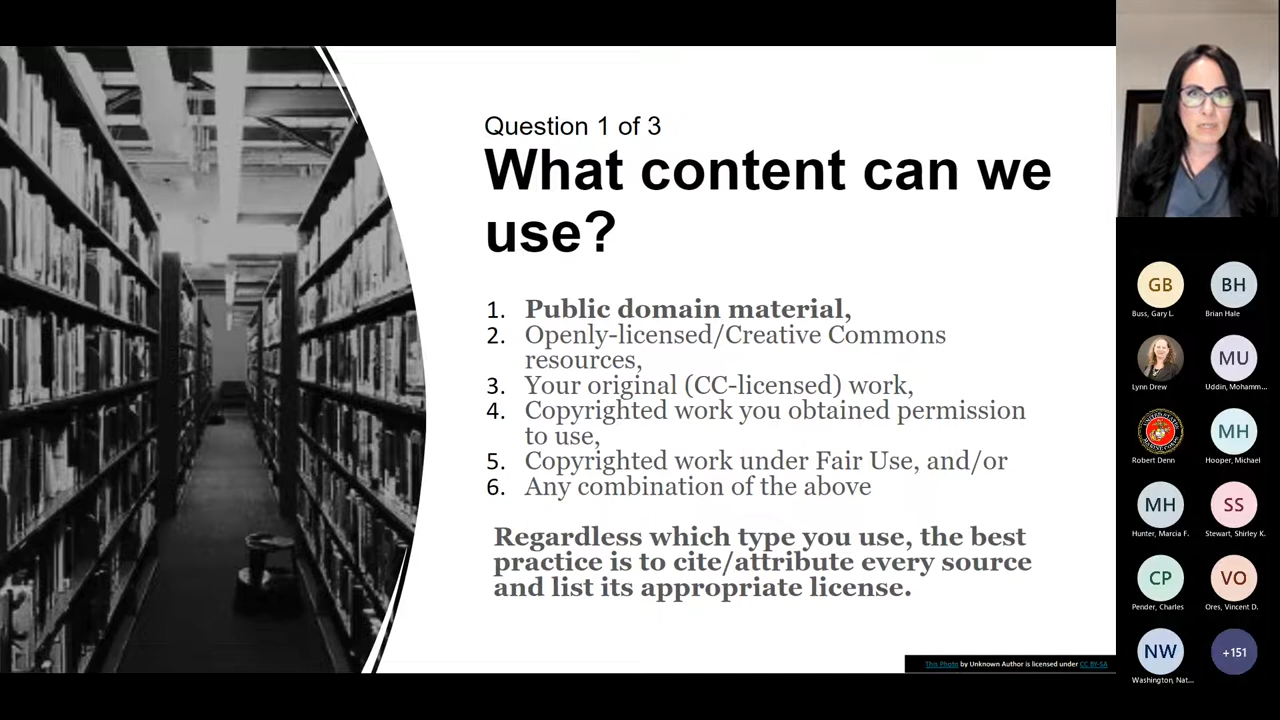 Question 1 of 3
What content can we
use?
1. Public domain material,
2. Openly-licensed/Creative Commons
resources,
3. Your original (CC-licensed) work,
4. Copyrighted work you obtained permission
to use,
5. Copyrighted work under Fair Use, and/or
6. Any combination of the above
Regardless which type you use, the best
practice is to cite/attribute every source
and list its appropriate license.
This Photo by Unknown Author is licensed under CC BY-SA
GB
Buss, Gary L.
BH
Brian Hale
Lynn Drew
MU
Uddin, Mohamm...
Robert Denn
MH
Hooper, Michael
MH
Hunter, Marcia F.
SS
Stewart, Shirley K.
CP
Pender, Charles
VO
Ores, Vincent D.
NW
Washington, Nat...
+151